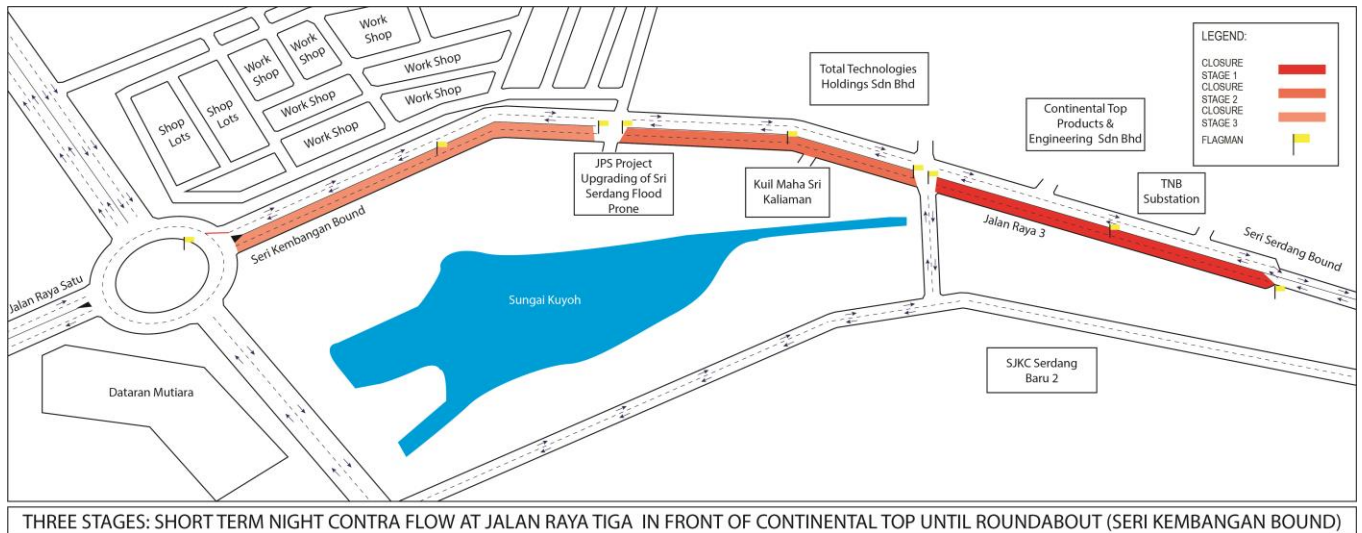 Work
Shop
Work
Shop
Work
Shop
Work Shop
Work
Shop
Work Shop
Work Shop
Shop
Lots
Shop
Lots
Work Shop
Total Technologies
Holdings Sdn Bhd
Continental Top
Products &
Engineering Sdn Bhd
TNB
Substation
LEGEND:
CLOSURE
STAGE 1
CLOSURE
STAGE 2
CLOSURE
STAGE 3
FLAGMAN
JPS Project
Upgrading of Sri
Serdang Flood
Prone
Kuil Maha Sri
Kaliaman
Jalan Raya 3
Seri Serdang Bound
Seri Kembangan Bound
Jalan Raya Satu
Sungai Kuyoh
Dataran Mutiara
SJKC Serdang
Baru 2
THREE STAGES: SHORT TERM NIGHT CONTRA FLOW AT JALAN RAYA TIGA IN FRONT OF CONTINENTAL TOP UNTIL ROUNDABOUT (SERI KEMBANGAN BOUND)